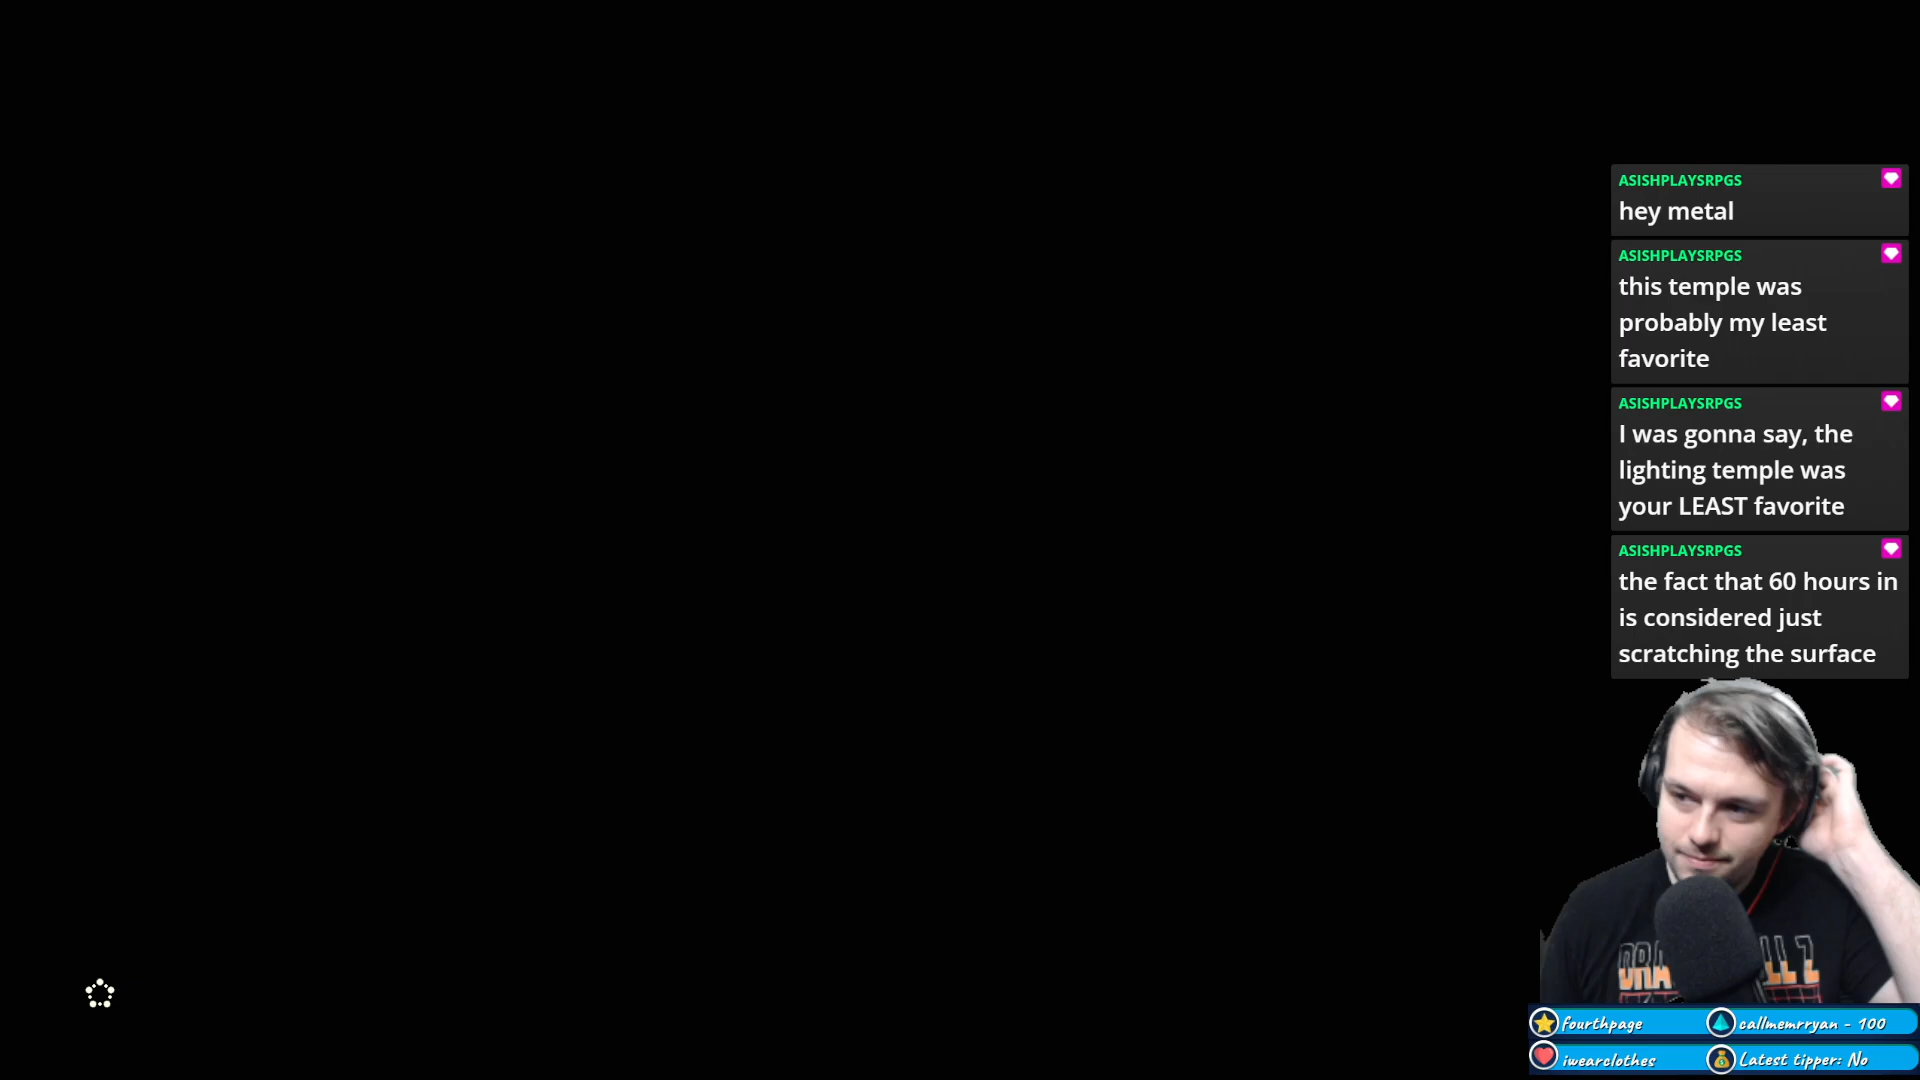 ASISHPLAYSRPGS
hey metal
ASISHPLAYSRPGS
this temple was
probably my least
favorite
ASISHPLAYSRPGS
I was gonna say, the
lighting temple was
your LEAST favorite
ASISHPLAYSRPGS
the fact that 60 hours in
is considered just
scratching the surface
fourthpage
callmemrryan - 100
iwearclothes
Latest tipper: No